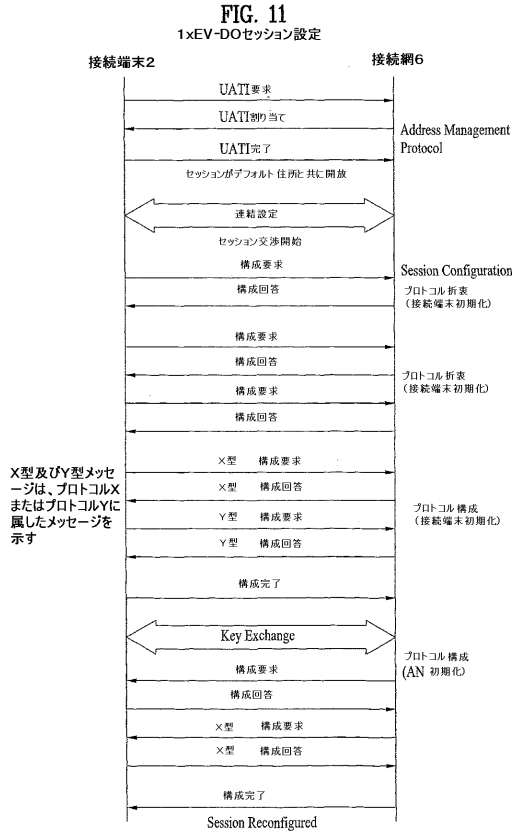 FIG. 11
1xEV-DOセッション設定
接続端末2
接続網6
UATI要求
UATI割り当て
Address Management
Protocol
UATI完了
セッションがデフォルト 住所と共に開放
連結設定
セッション交渉開始
構成要求
Session Configuration
構成回答
プロトコル折衷
(接続端末初期化)
構成要求
構成回答
プロトコル折衷
(接続端末初期化)
構成要求
構成回答
X型 構成要求
X型及びY型メッセ
ージは、プロトコルX
またはプロトコルYに
属したメッセージを
示す
X型 構成回答
プロトコル構成
(接続端末初期化)
Y型 構成要求
Y型 構成回答
構成完了
Key Exchange
プロトコル構成
(AN 初期化)
構成要求
構成回答
X型 構成要求
X型 構成回答
構成完了
Session Reconfigured